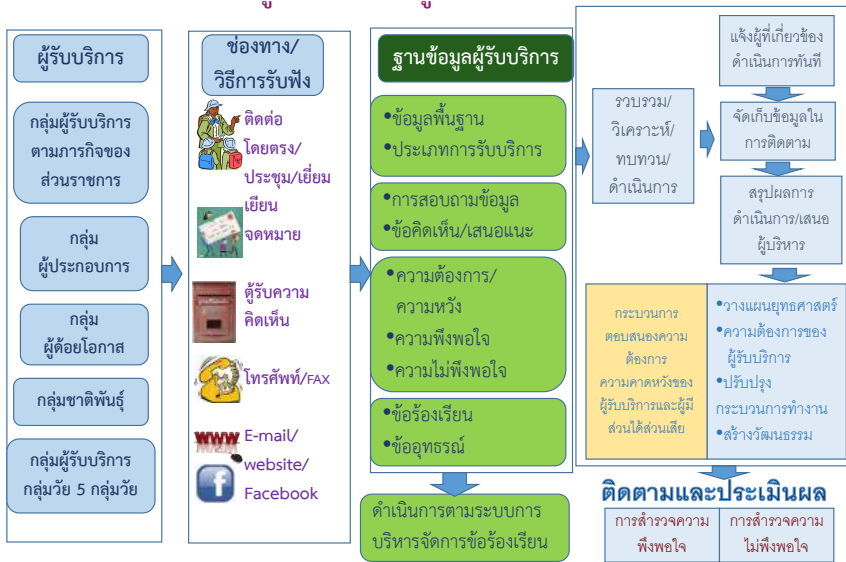 ผู้รับบริการ
กลุ่มผู้รับบริการ
ตามภารกิจของ
ส่วนราชการ
กลุ่ม
ผู้ประกอบการ
กลุ่ม
ผู้ด้อยโอกาส
กลุ่มชาติพันธุ์
กลุ่มผู้รับบริการ
กลุ่มวัย 5 กลุ่มวัย
ช่องทาง/
วิธีการรับฟัง
ติดต่อ
โดยตรง/
ประชุม/เยี่ยม
เยียน
จดหมาย
ตู้รับความ
คิดเห็น
โทรศัพท์/FAX
WWW
E-mail/
website/
Facebook
f
ฐานข้อมูลผู้รับบริการ
•ข้อมูลพื้นฐาน
•ประเภทการรับบริการ
•การสอบถามข้อมูล
•ข้อคิดเห็น/เสนอแนะ
•ความต้องการ/
ความหวัง
•ความพึงพอใจ
•ความไม่พึงพอใจ
•ข้อร้องเรียน
•ข้ออุทธรณ์
ดำเนินการตามระบบการ
บริหารจัดการข้อร้องเรียน
รวบรวม/
วิเคราะห์/
ทบทวน/
ดำเนินการ
แจ้งผู้ที่เกี่ยวข้อง
ดำเนินการทันที
จัดเก็บข้อมูลใน
การติดตาม
สรุปผลการ
ดำเนินการ/เสนอ
ผู้บริหาร
กระบวนการ
ตอบสนองความ
ต้องการ
ความคาดหวังของ
ผู้รับบริการและผู้มี
ส่วนได้ส่วนเสีย
•วางแผนยุทธศาสตร์
•ความต้องการของ
ผู้รับบริการ
•ปรับปรุง
กระบวนการทำงาน
•สร้างวัฒนธรรม
ติดตามและประเมินผล
การสำรวจความ
พึงพอใจ
การสำรวจความ
ไม่พึงพอใจ